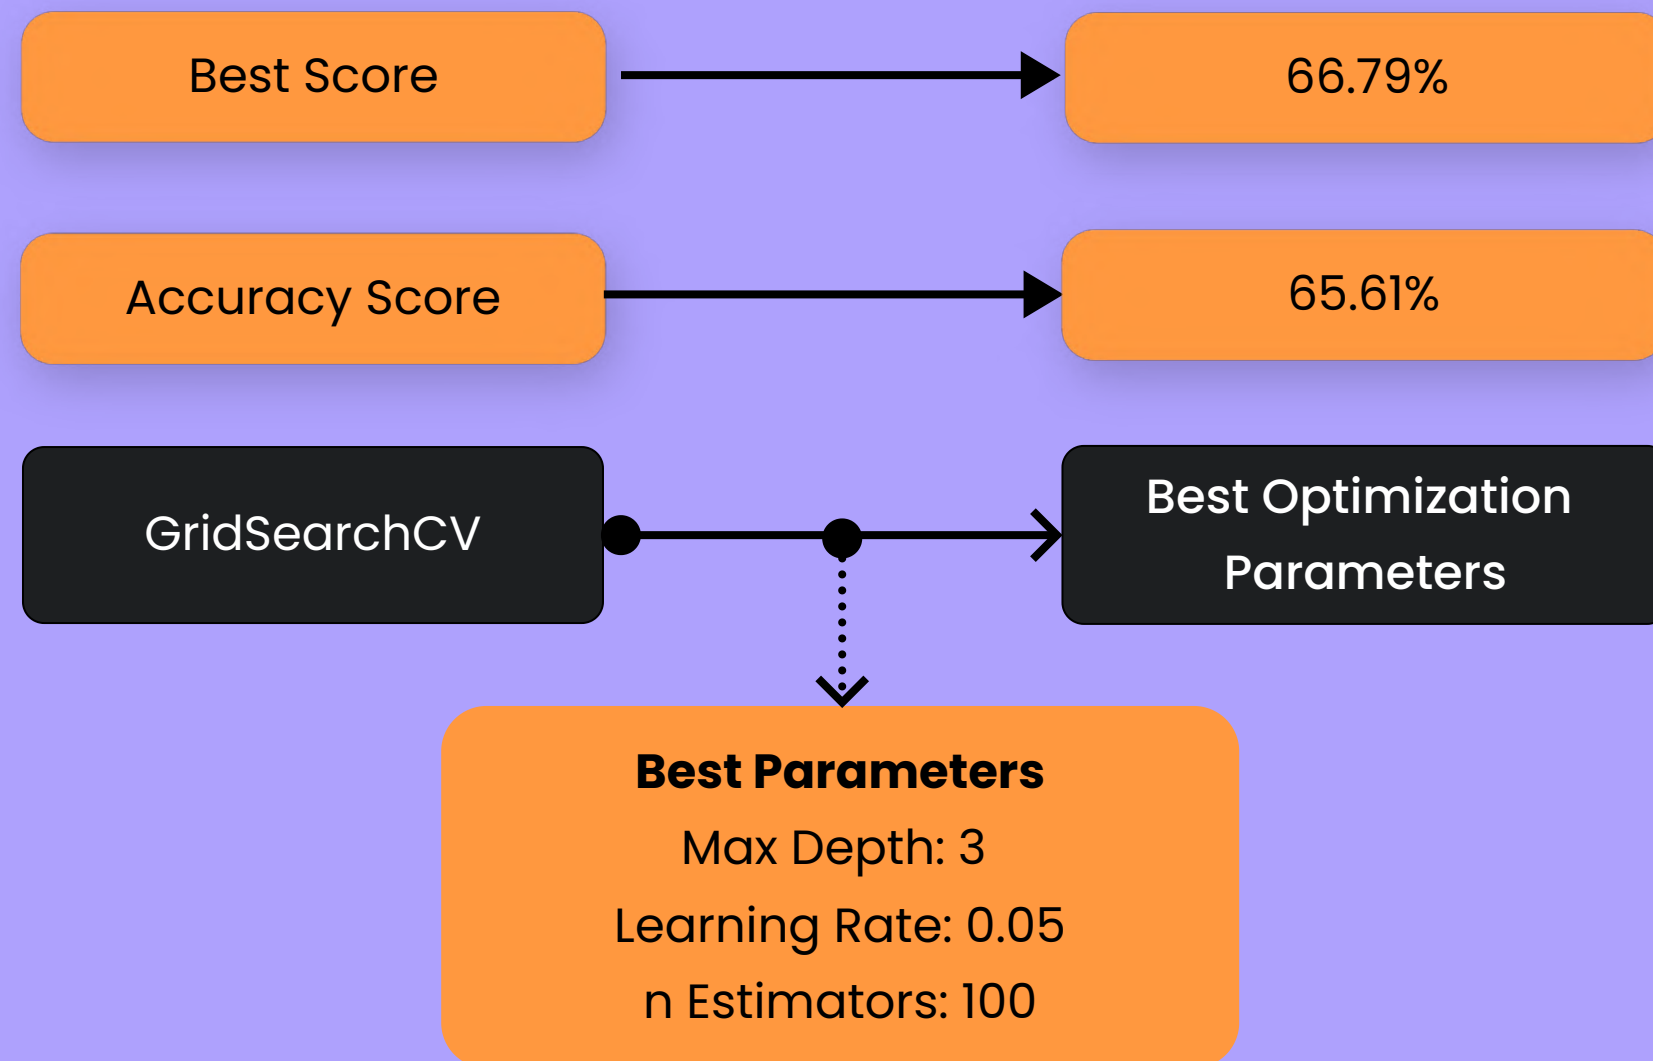 Best Score
66.79%
Accuracy Score
65.61%
GridSearchCV
Best Optimization
Parameters
Best Parameters
Max Depth: 3
Learning Rate: 0.05
n Estimators: 100